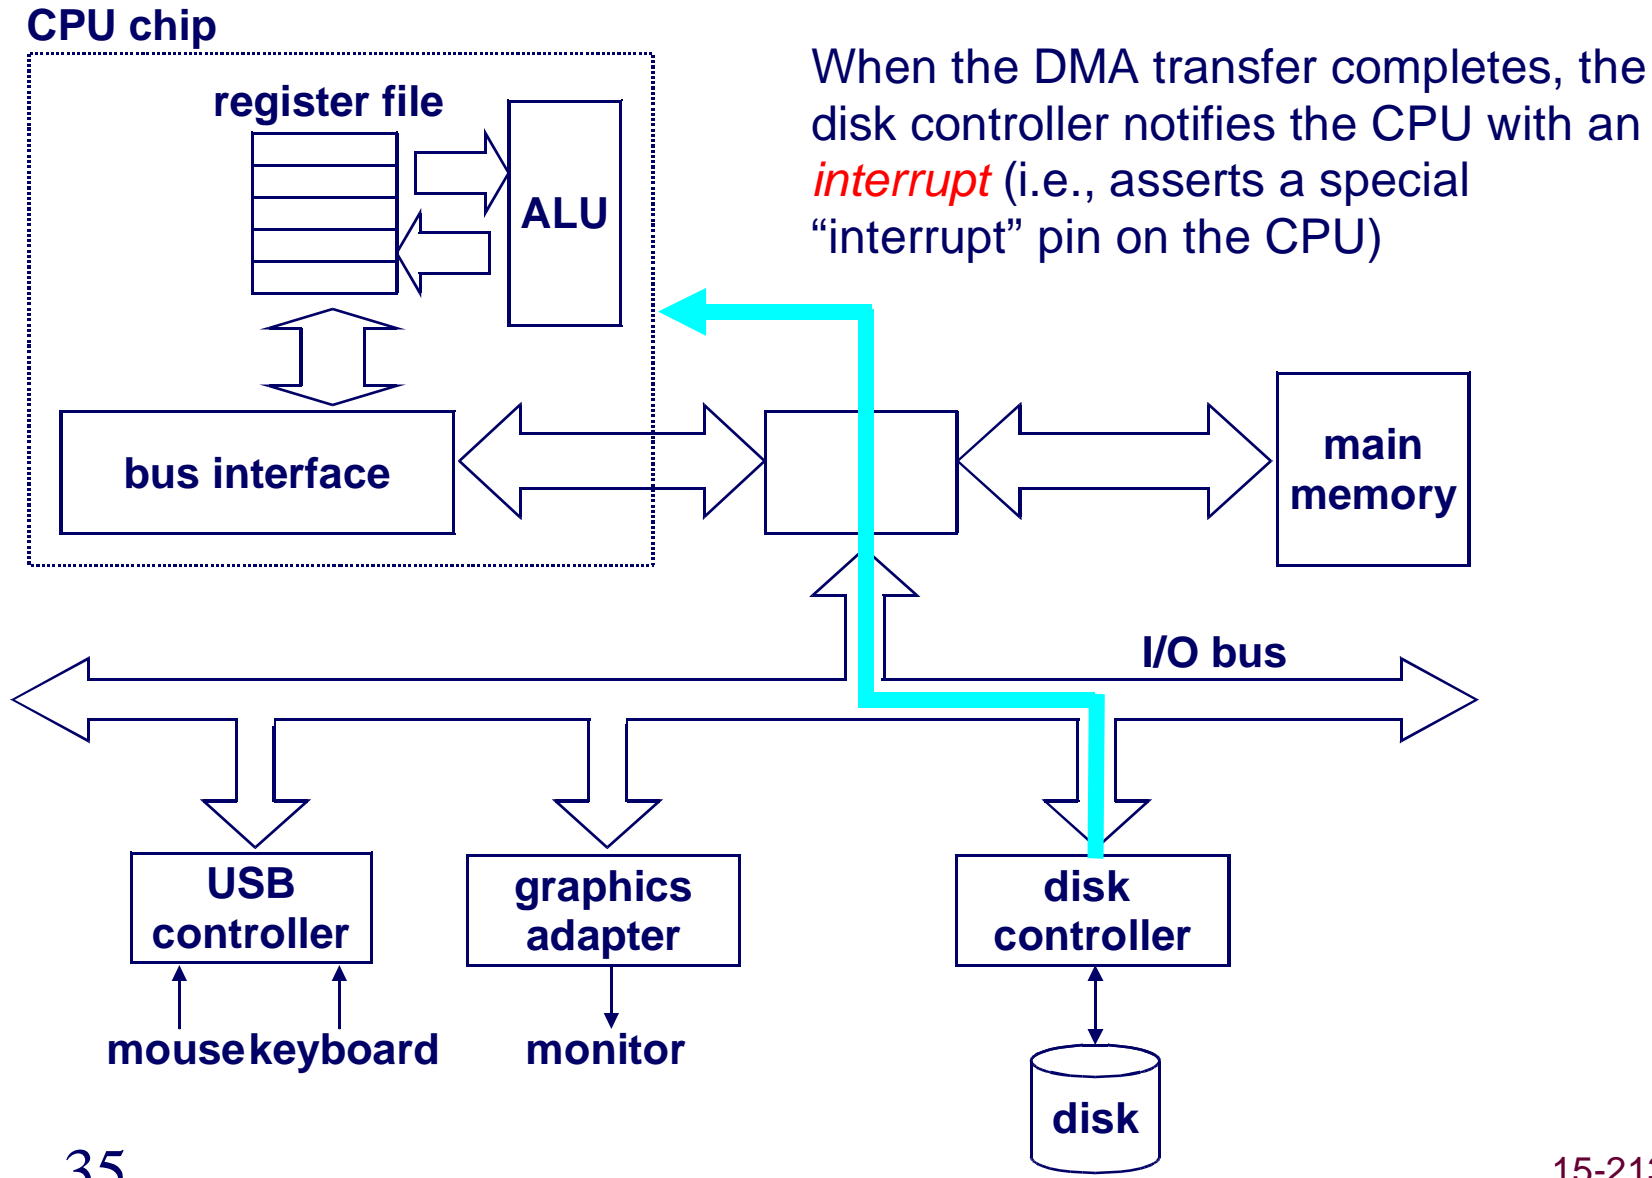 CPU chip
When the DMA transfer completes, the
disk controller notifies the CPU with an
interrupt (i.e., asserts a special
“interrupt” pin on the CPU)
register file
ALU
bus interface
main
memory
I/O bus
USB
controller
graphics
adapter
disk
controller
mouse keyboard
monitor
disk
35
15-213